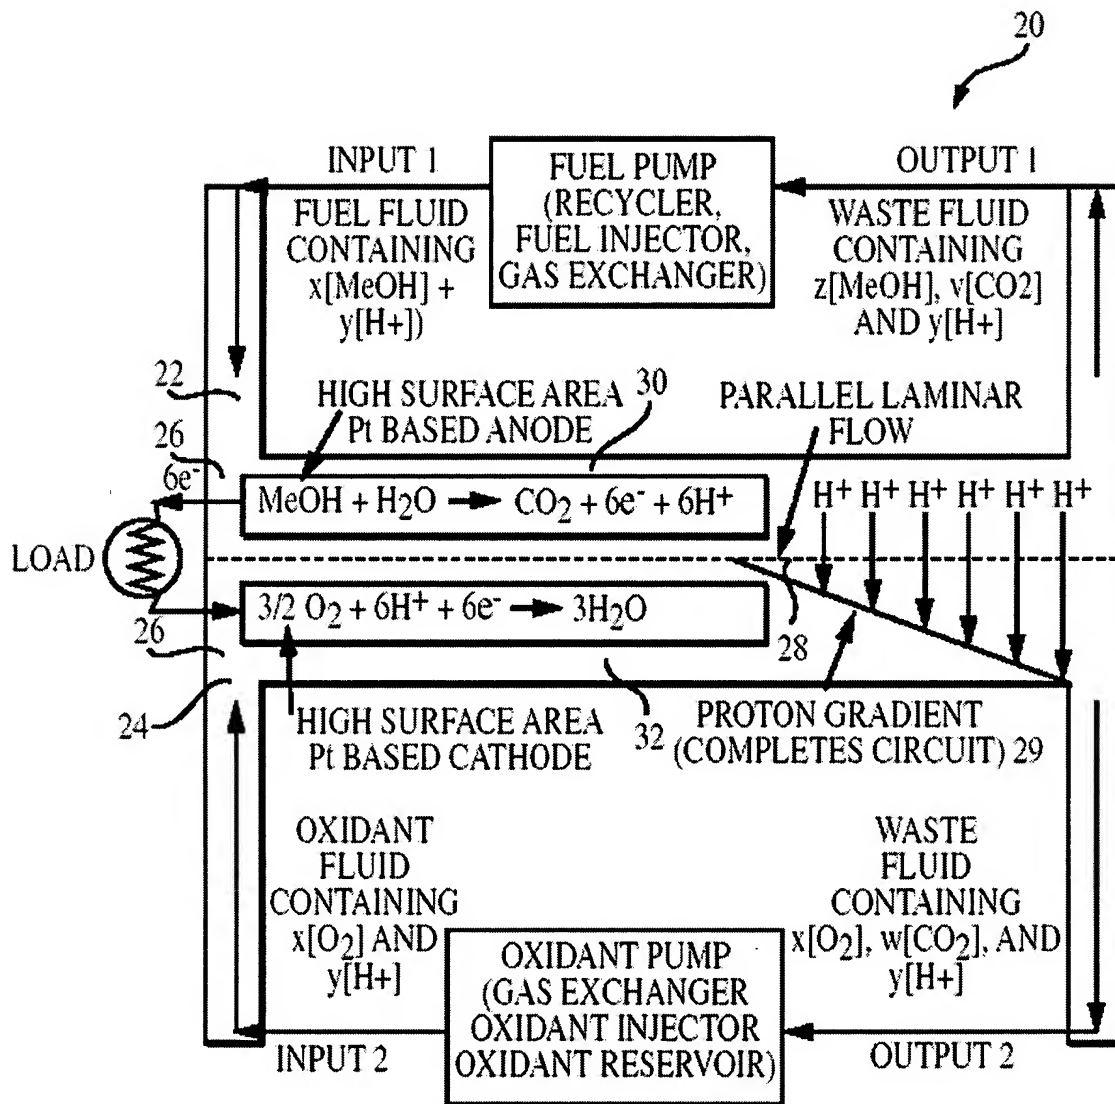 20
INPUT 1
FUEL FLUID
CONTAINING
x[MeOH] +
y[H+])
FUEL PUMP
(RECYCLER,
FUEL INJECTOR,
GAS EXCHANGER)
OUTPUT 1
WASTE FLUID
CONTAINING
z[MeOH], v[CO2]
AND y[H+]
22
HIGH SURFACE AREA
Pt BASED ANODE
30
PARALLEL LAMINAR
FLOW
26
6e-
MeOH + H2O → CO2 + 6e- + 6H+
H+ H+ H+ H+ H+ H+
LOAD
3/2 O2 + 6H+ + 6e- → 3H2O
26
28
24
HIGH SURFACE AREA
Pt BASED CATHODE
32
PROTON GRADIENT
(COMPLETES CIRCUIT) 29
OXIDANT
FLUID
CONTAINING
x[O2] AND
y[H+]
WASTE
FLUID
CONTAINING
x[O2], w[CO2], AND
y[H+]
OXIDANT PUMP
(GAS EXCHANGER
OXIDANT INJECTOR
OXIDANT RESERVOIR)
INPUT 2
OUTPUT 2